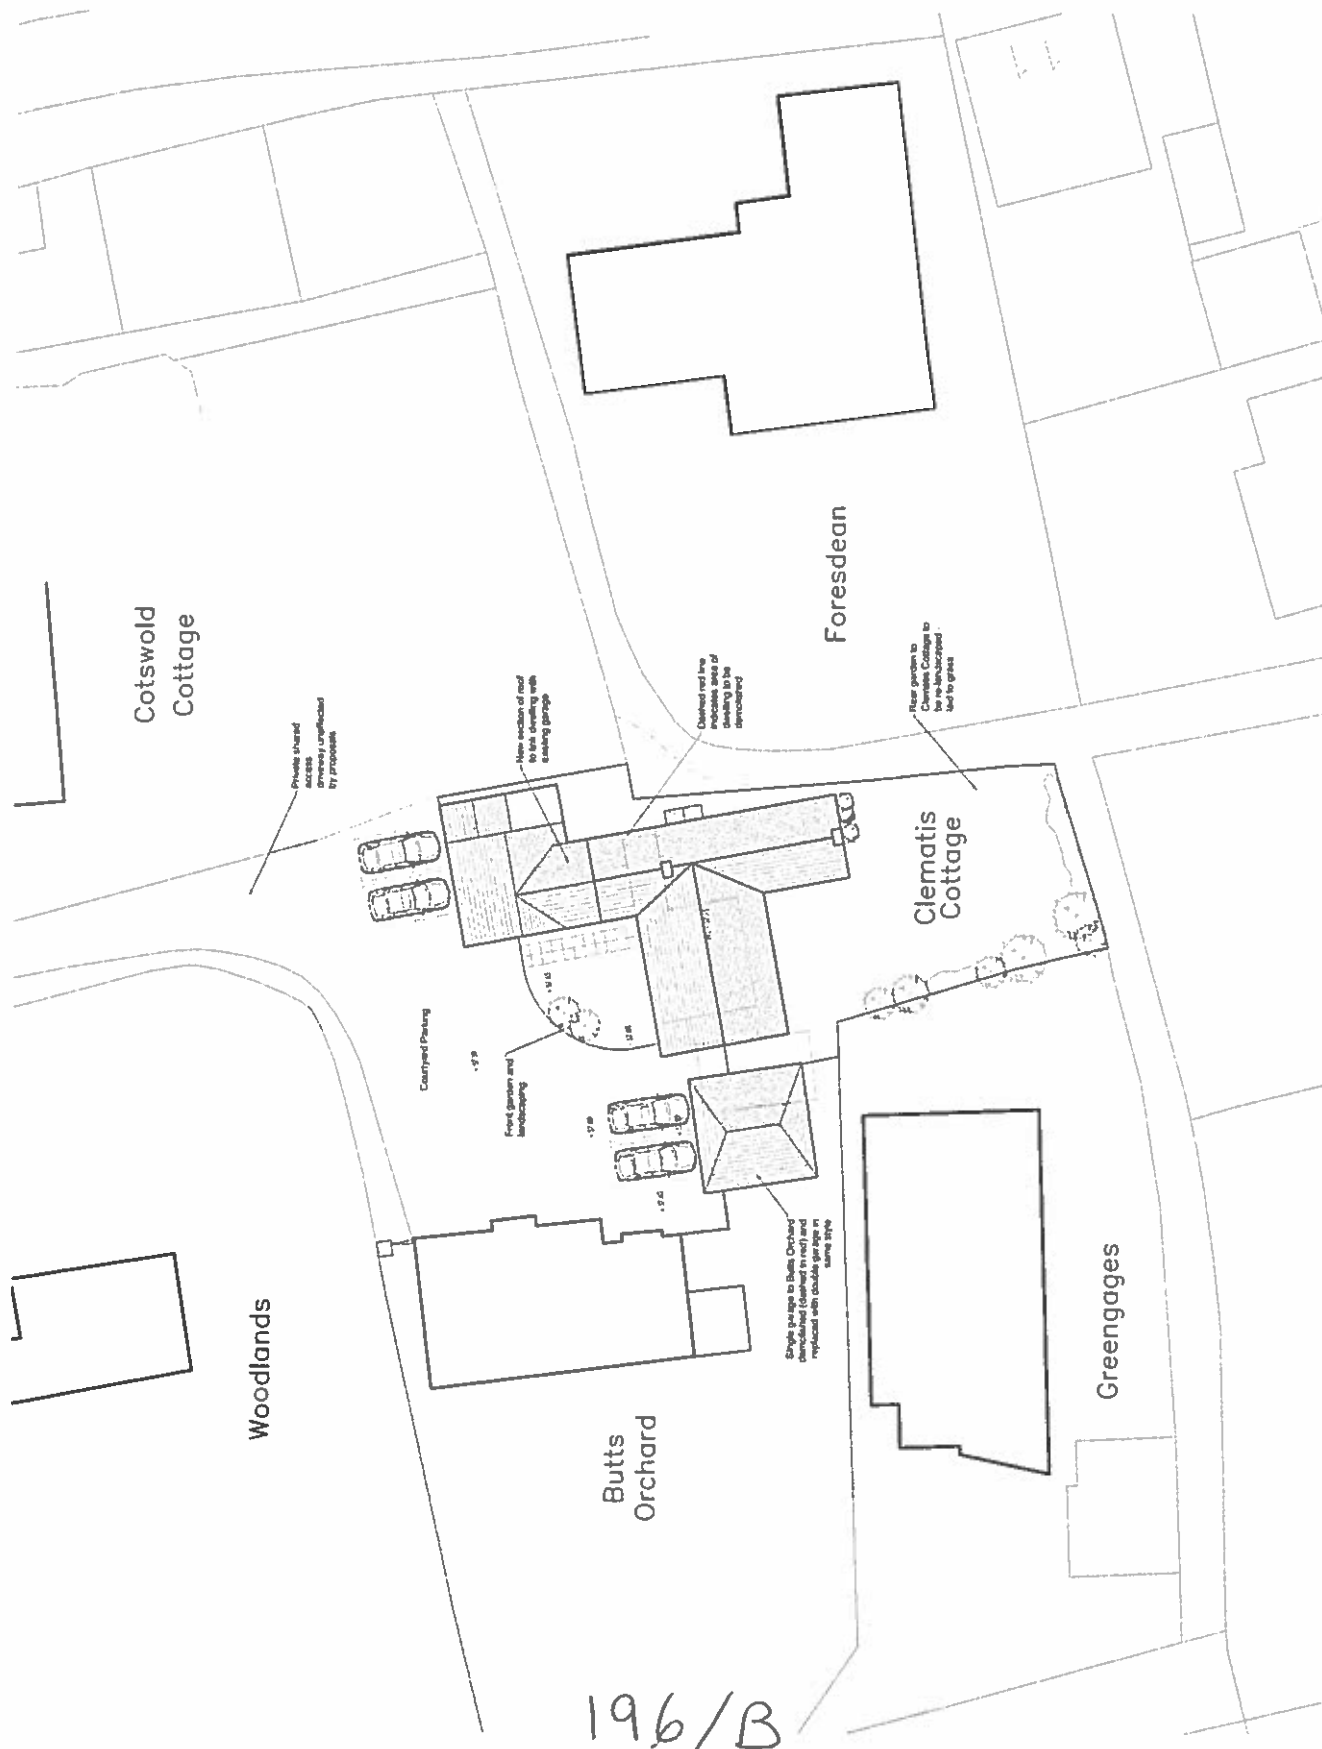 Cotswold
Cottage
Private shared
access
driveway unaffected
by proposals
New section of roof
to link dwelling with
existing garage
Dashed red line
indicates area of
dwelling to be
demolished
Foresdean
Rear garden to
Clematis Cottage to
be re-landscaped
laid to grass
Clematis
Cottage
Courtyard Parking
Front garden and
landscaping
Single garage to Butts Orchard
demolished (dashed in red) and
replaced with double garage in
same style
Woodlands
Butts
Orchard
Greengages
196/B